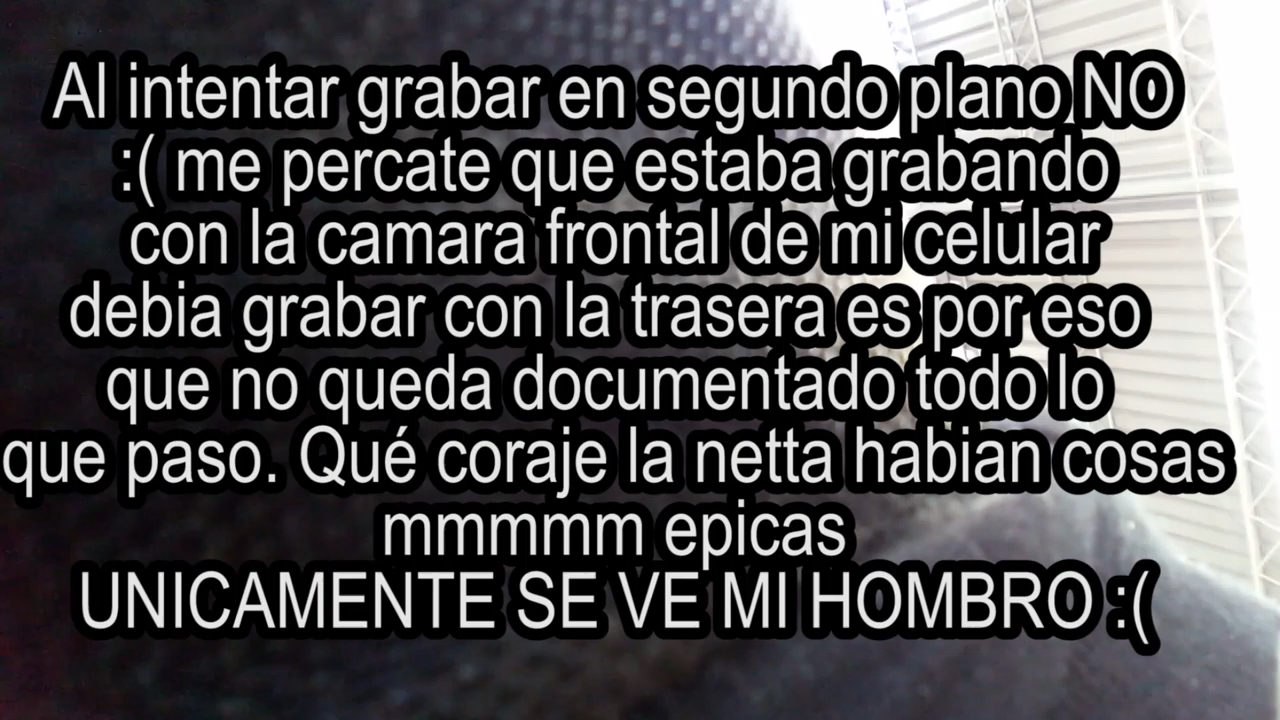 Al intentar grabar en segundo plano NO
:( me percate que estaba grabando
con la camara frontal de mi celular
debia grabar con la trasera es por eso
que no queda documentado todo lo
que paso. Qué coraje la netta habian cosas
mmmmm epicas
UNICAMENTE SE VE MI HOMBRO :(